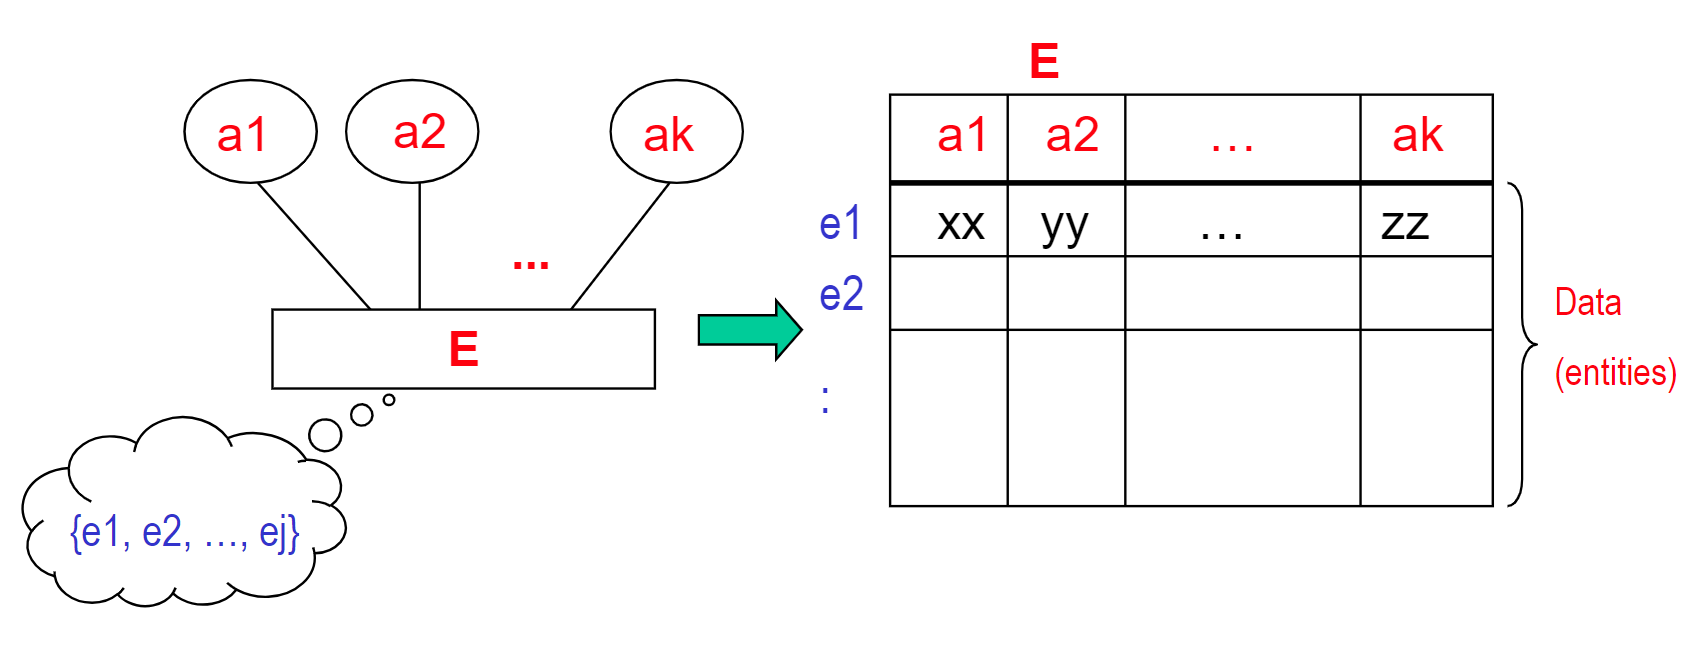 a1 a2 ak
...
E
{e1, e2, …, ej}
E
a1 a2 … ak
e1 xx yy … zz
e2
:
Data
(entities)